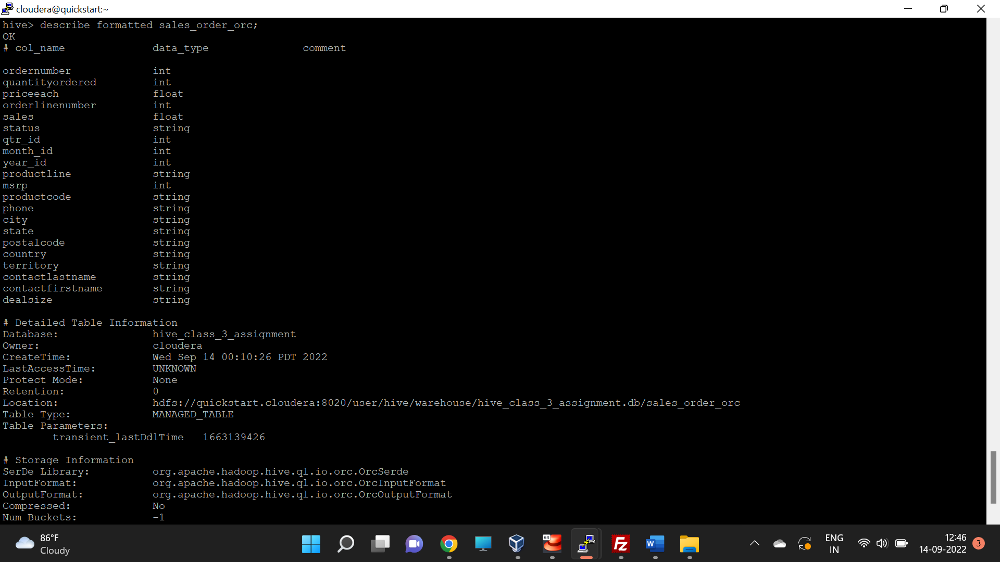 cloudera@quickstart:~
hive> describe formatted sales_order_orc;
OK
# col_name data_type comment
ordernumber int
quantityordered int
priceeach float
orderlinenumber int
sales float
status string
qtr_id int
month_id int
year_id int
productline string
msrp int
productcode string
phone string
city string
state string
postalcode string
country string
territory string
contactlastname string
contactfirstname string
dealsize string
# Detailed Table Information
Database: hive_class_3_assignment
Owner: cloudera
CreateTime: Wed Sep 14 00:10:26 PDT 2022
LastAccessTime: UNKNOWN
Protect Mode: None
Retention: 0
Location: hdfs://quickstart.cloudera:8020/user/hive/warehouse/hive_class_3_assignment.db/sales_order_orc
Table Type: MANAGED_TABLE
Table Parameters:
transient_lastDdlTime 1663139426
# Storage Information
SerDe Library: org.apache.hadoop.hive.ql.io.orc.OrcSerde
InputFormat: org.apache.hadoop.hive.ql.io.orc.OrcInputFormat
OutputFormat: org.apache.hadoop.hive.ql.io.orc.OrcOutputFormat
Compressed: No
Num Buckets: -1
86°F
Cloudy
64
Fz
W
ENG
IN
12:46
14-09-2022
3